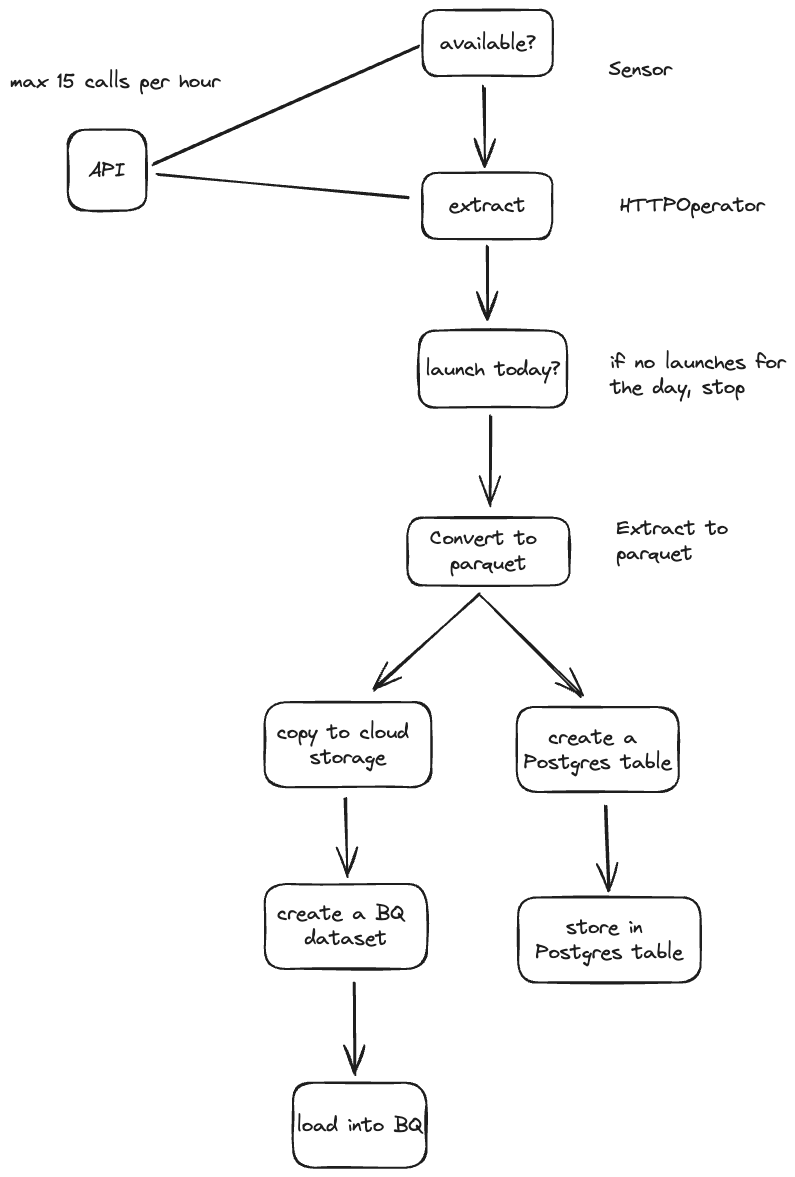 available?
Sensor
max 15 calls per hour
API
extract
HTTPOperator
launch today?
if no launches for
the day, stop
Convert to
parquet
Extract to
parquet
copy to cloud
storage
create a
Postgres table
create a BQ
dataset
store in
Postgres table
load into BQ